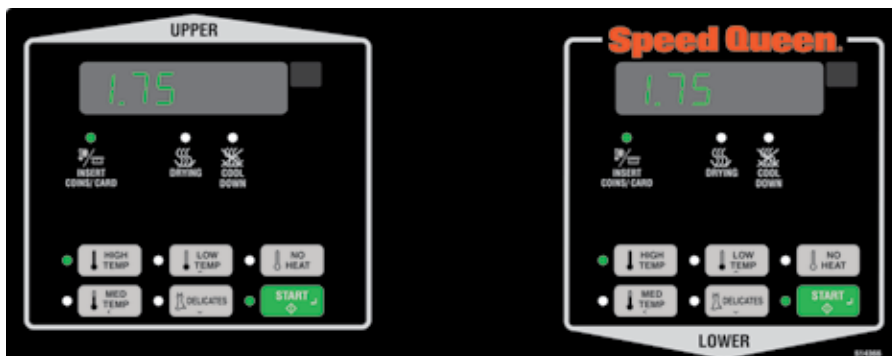 UPPER
1.75
INSERT
COINS/CARD
DRYING
COOL
DOWN
HIGH
TEMP
LOW
TEMP
NO
HEAT
MED
TEMP
DELICATES
START
Speed Queen.
1.75
INSERT
COINS/CARD
DRYING
COOL
DOWN
HIGH
TEMP
LOW
TEMP
NO
HEAT
MED
TEMP
DELICATES
START
LOWER